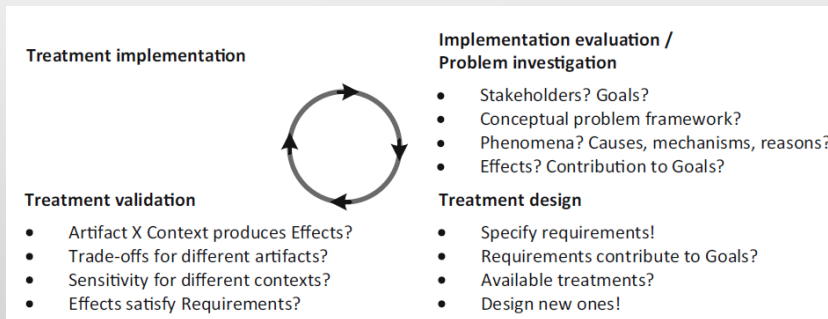 Treatment implementation
Implementation evaluation /
Problem investigation
• Stakeholders? Goals?
• Conceptual problem framework?
• Phenomena? Causes, mechanisms, reasons?
• Effects? Contribution to Goals?
Treatment validation
• Artifact X Context produces Effects?
• Trade-offs for different artifacts?
• Sensitivity for different contexts?
• Effects satisfy Requirements?
Treatment design
• Specify requirements!
• Requirements contribute to Goals?
• Available treatments?
• Design new ones!